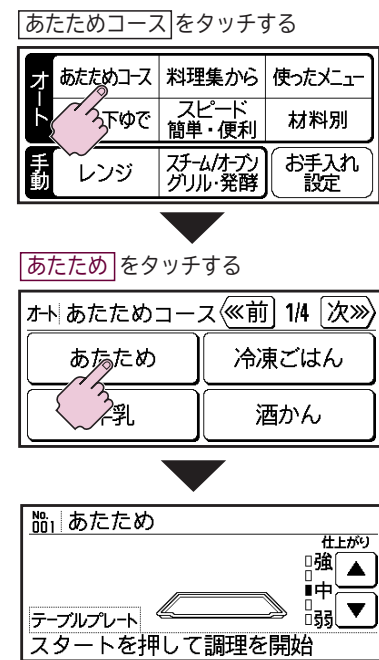 あたためコースをタッチする
オート あたためコース 料理集から 使ったメニュー
下ゆで スピード 簡単・便利 材料別
手動 レンジ スチーム/オーブン グリル・発酵 お手入れ 設定
あたためをタッチする
オート あたためコース 《前 1/4 次》
あたため 冷凍ごはん
乳 酒かん
No.001 あたため
仕上がり
強 ▲
中
弱 ▼
テーブルプレート
スタートを押して調理を開始